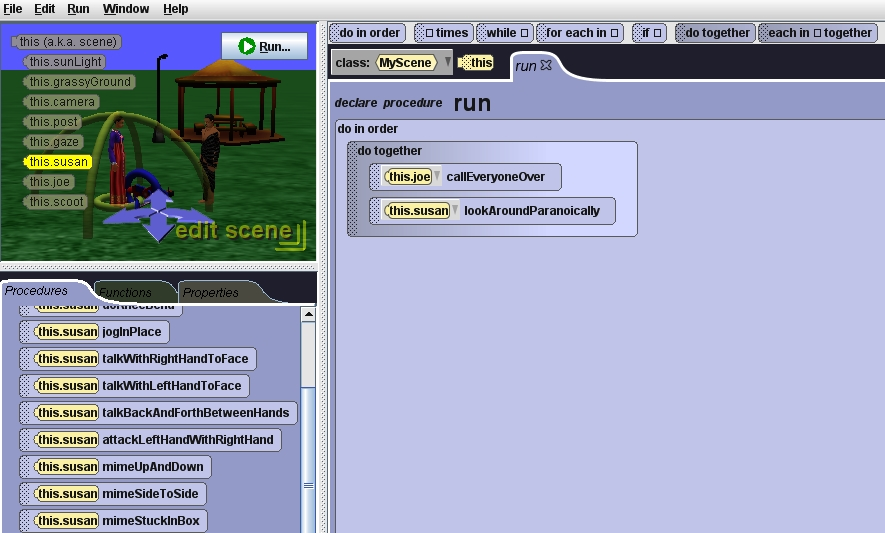 File Edit Run Window Help
this (a.k.a. scene)
this.sunLight
this.grassyGround
this.camera
this.post
this.gaze
this.susan
this.joe
this.scoot
Run...
edit scene
do in order times while for each in if do together each in together
class: MyScene this run
declare procedure run
do in order
do together
this.joe callEveryoneOver
this.susan lookAroundParanoically
Procedures Functions Properties
this.susan
this.susan jogInPlace
this.susan talkWithRightHandToFace
this.susan talkWithLeftHandToFace
this.susan talkBackAndForthBetweenHands
this.susan attackLeftHandWithRightHand
this.susan mimeUpAndDown
this.susan mimeSideToSide
this.susan mimeStuckInBox